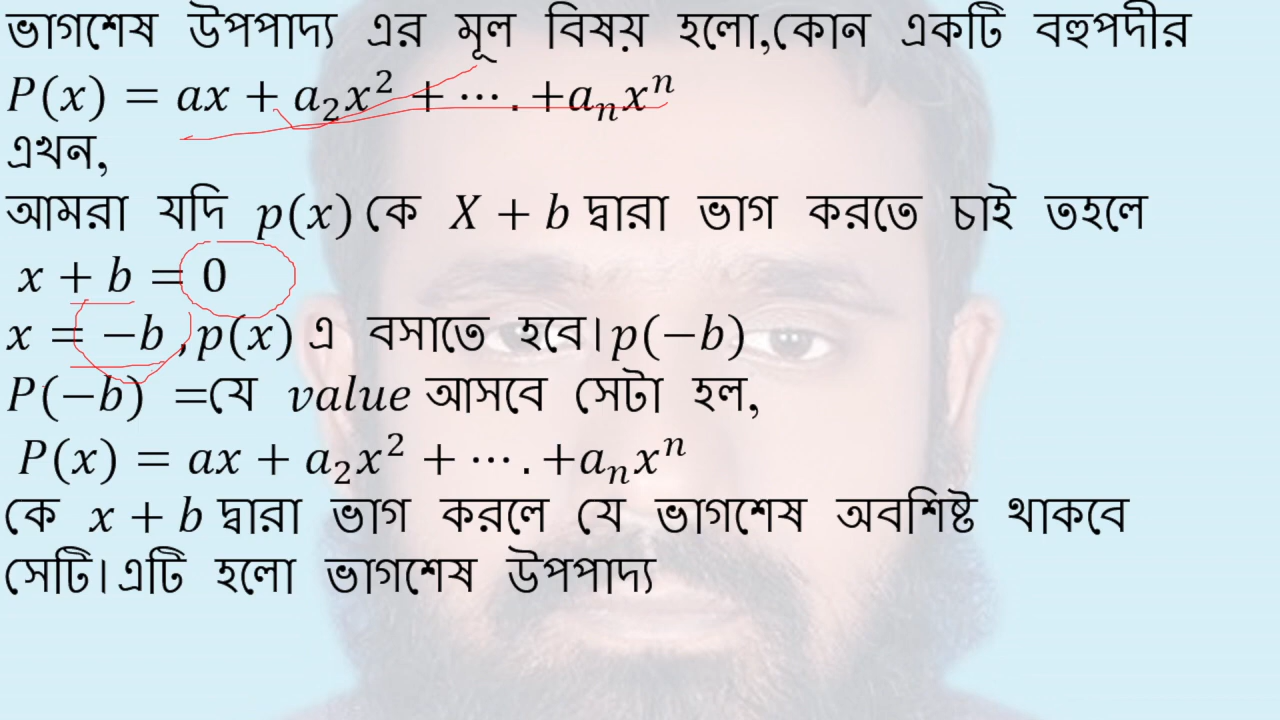 ভাগশেষ উপপাদ্য এর মূল বিষয় হলো,কোন একটি বহুপদীর
P(x) = ax + a₂x² + ⋯ . +aₙxⁿ
এখন,
আমরা যদি p(x) কে X + b দ্বারা ভাগ করতে চাই তহলে
x + b = 0
x = −b ,p(x) এ বসাতে হবে।p(−b)
P(−b) =যে value আসবে সেটা হল,
P(x) = ax + a₂x² + ⋯ . +aₙxⁿ
কে x + b দ্বারা ভাগ করলে যে ভাগশেষ অবশিষ্ট থাকবে
সেটি।এটি হলো ভাগশেষ উপপাদ্য